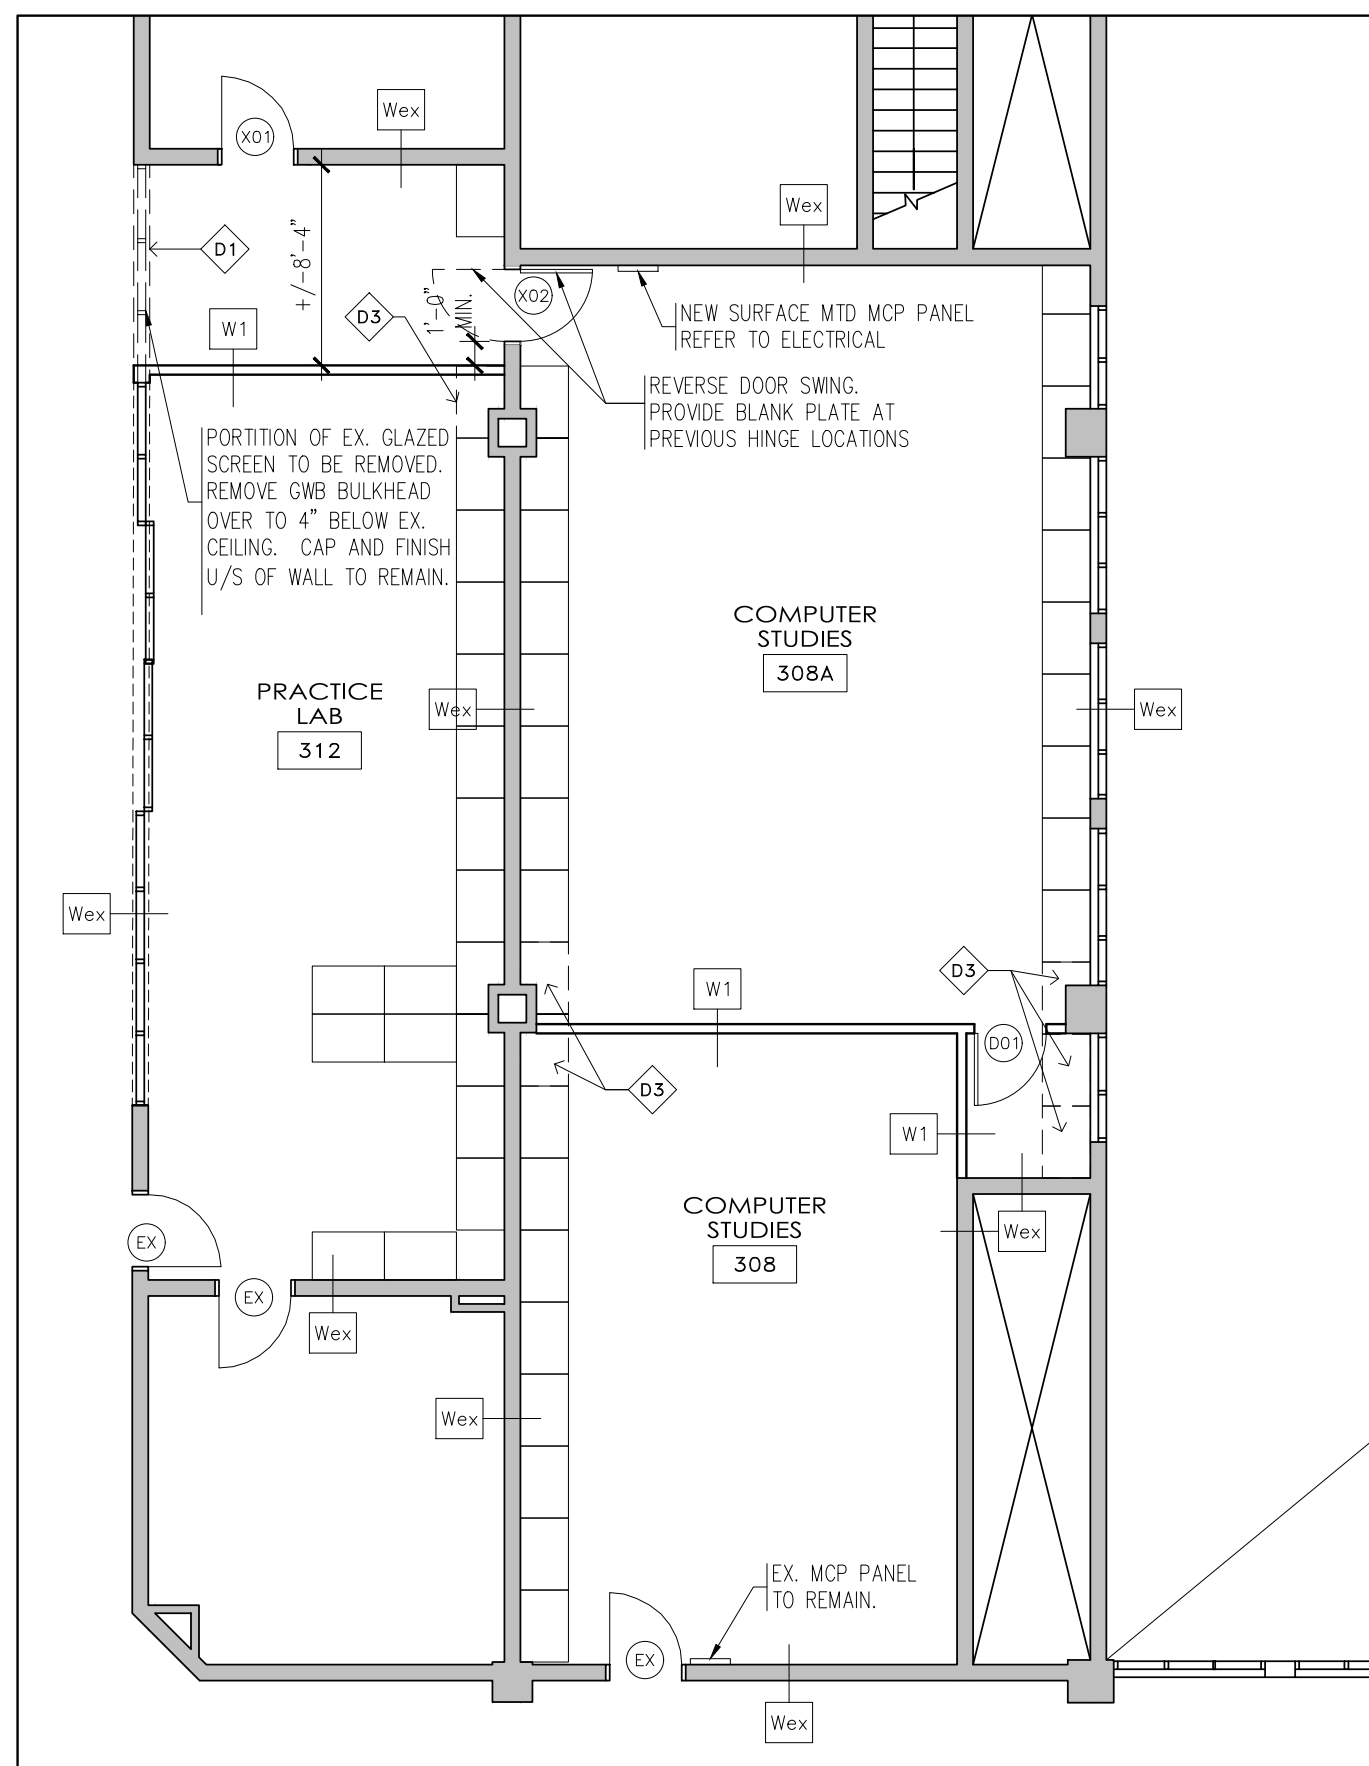 X01
Wex
Wex
D1
+/-8'-4"
W1
D3
1'-0"
MIN.
X02
NEW SURFACE MTD MCP PANEL
REFER TO ELECTRICAL
REVERSE DOOR SWING.
PROVIDE BLANK PLATE AT
PREVIOUS HINGE LOCATIONS
PORTITION OF EX. GLAZED
SCREEN TO BE REMOVED.
REMOVE GWB BULKHEAD
OVER TO 4" BELOW EX.
CEILING. CAP AND FINISH
U/S OF WALL TO REMAIN.
COMPUTER
STUDIES
308A
PRACTICE
LAB
312
Wex
Wex
Wex
W1
D3
D01
D3
W1
COMPUTER
STUDIES
308
Wex
EX
EX
Wex
Wex
EX. MCP PANEL
TO REMAIN.
EX
Wex
N